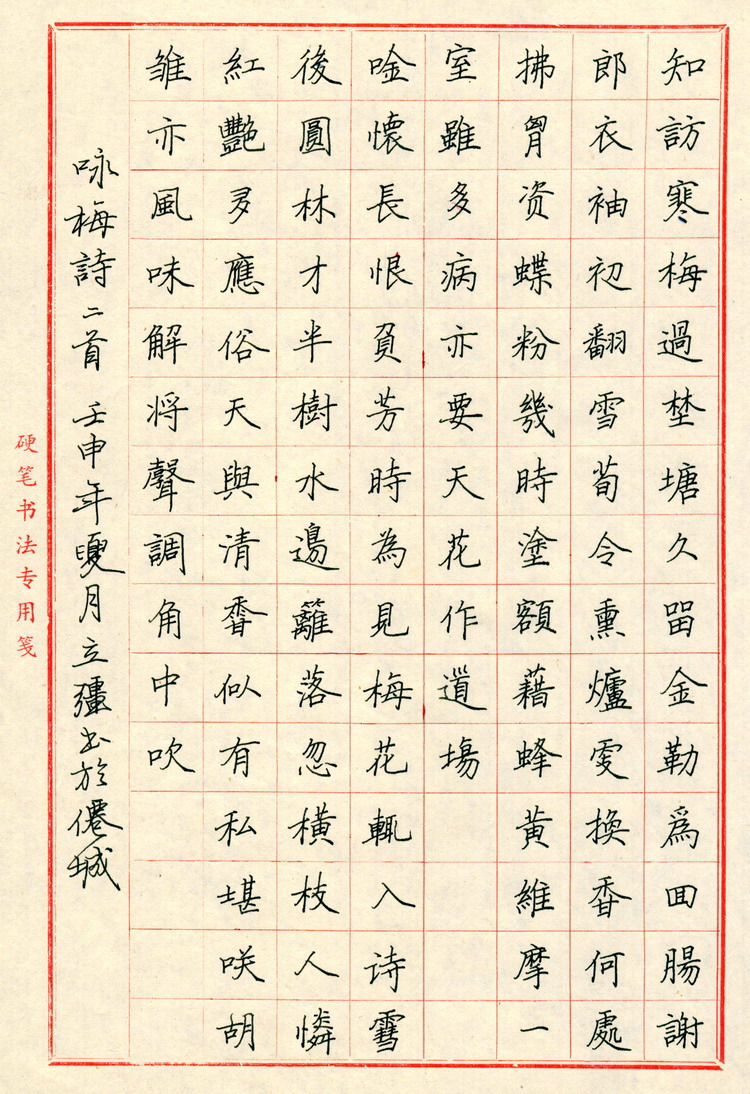 知訪寒梅過埜塘久畱金勒爲回腸謝
郎衣袖初翻雪荀令熏爐更換香何處
拂胷资蝶粉幾時塗額藉蜂黄維摩一
室雖多病亦要天花作道場
唫懷長恨負芳時為見梅花輒入诗雪
後圓林才半樹水邊籬落忽横枝人憐
紅艷多應俗天與清香似有私堪咲胡
雏亦風味解将聲調角中吹
咏梅詩二首 壬申年夏月立疆书於僊城
硬笔书法专用笺